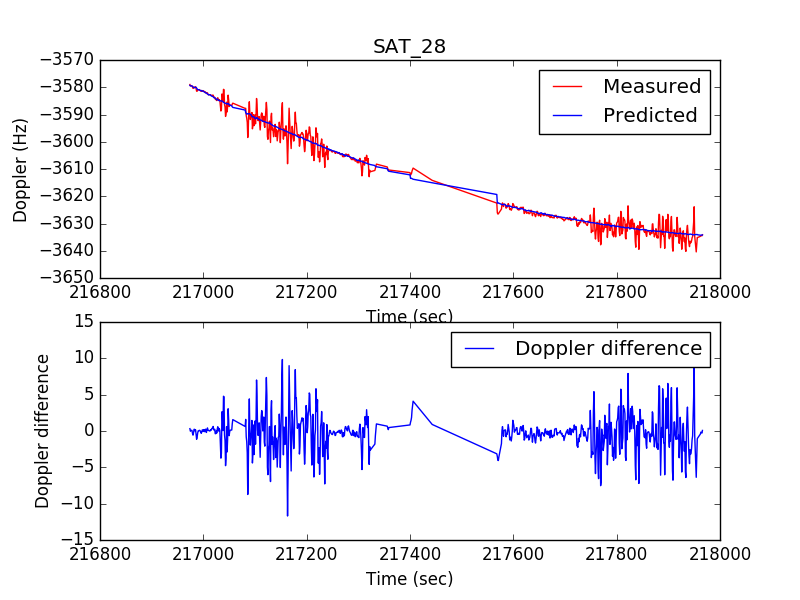 SAT_28
Doppler (Hz)
−3570
−3580
−3590
−3600
−3610
−3620
−3630
−3640
−3650
Measured
Predicted
216800 217000 217200 217400 217600 217800 218000
Time (sec)
Doppler difference
15
10
5
0
−5
−10
−15
Doppler difference
216800 217000 217200 217400 217600 217800 218000
Time (sec)